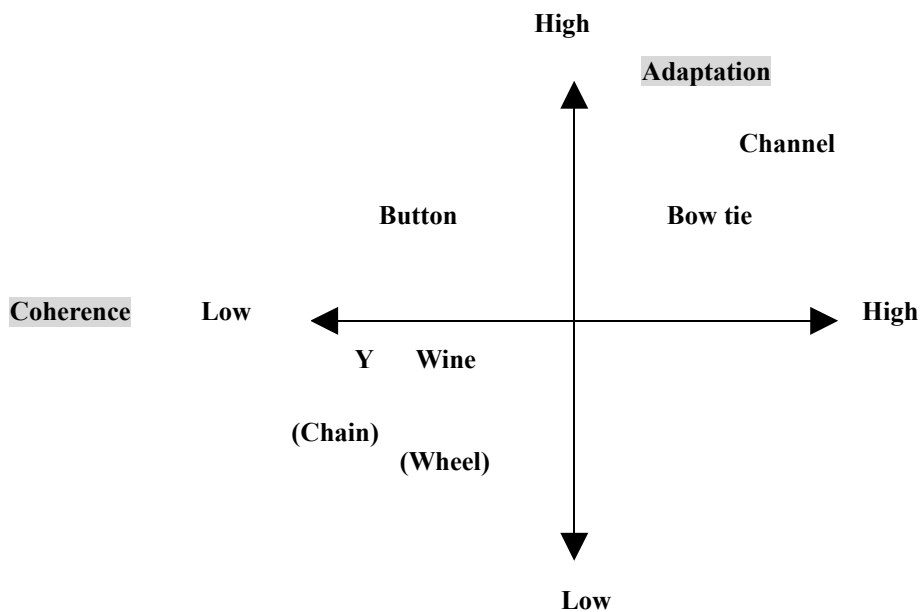 High
Adaptation
Channel
Button Bow tie
Coherence Low High
Y Wine
(Chain)
(Wheel)
Low